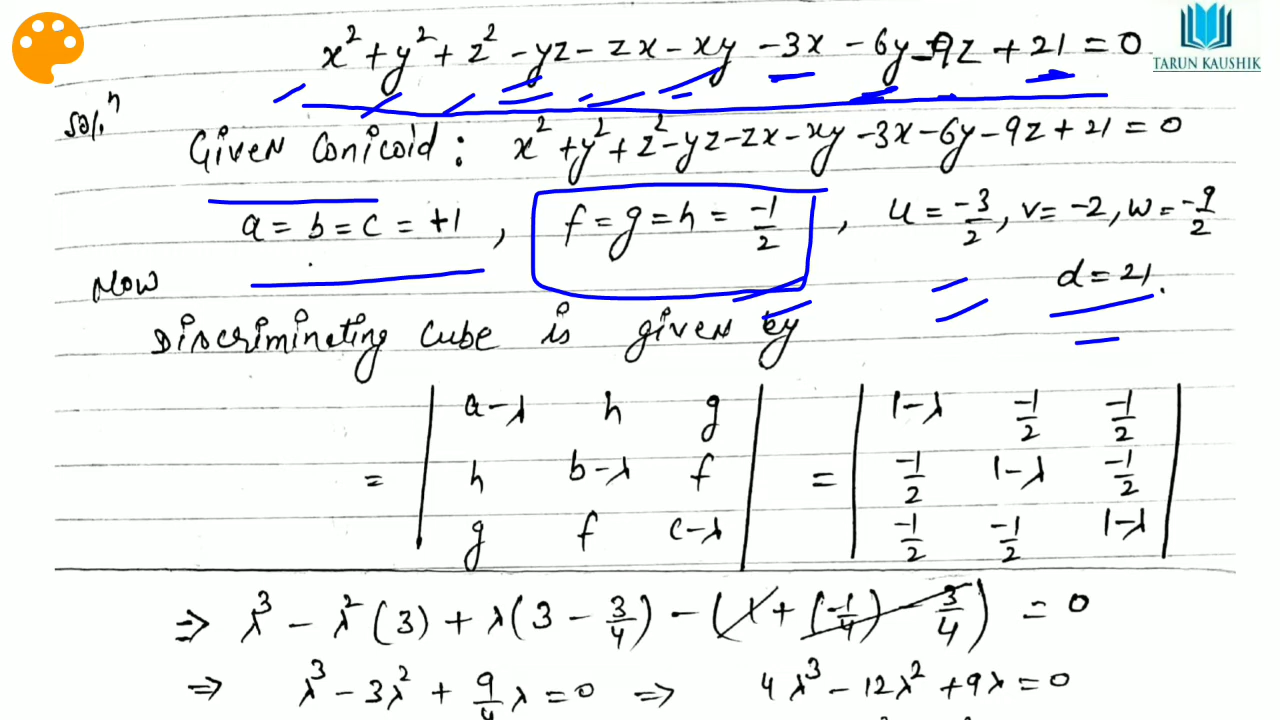 x² + y² + z² - yz - zx - xy - 3x - 6y - 9z + 21 = 0
TARUN KAUSHIK
Solⁿ
Given Conicoid : x² + y² + z² - yz - zx - xy - 3x - 6y - 9z + 21 = 0
a = b = c = +1 , f = g = h = -1/2 , u = -3/2, v = -2, w = -9/2
Now d = 21.
Discriminating Cube is given by
= | a-λ h g | = | 1-λ -1/2 -1/2 |
| h b-λ f | | -1/2 1-λ -1/2 |
| g f c-λ | | -1/2 -1/2 1-λ |
⇒ λ³ - λ²(3) + λ(3 - 3/4) - (1 + (-1/4) - 3/4) = 0
⇒ λ³ - 3λ² + 9/4 λ = 0 ⇒ 4λ³ - 12λ² + 9λ = 0